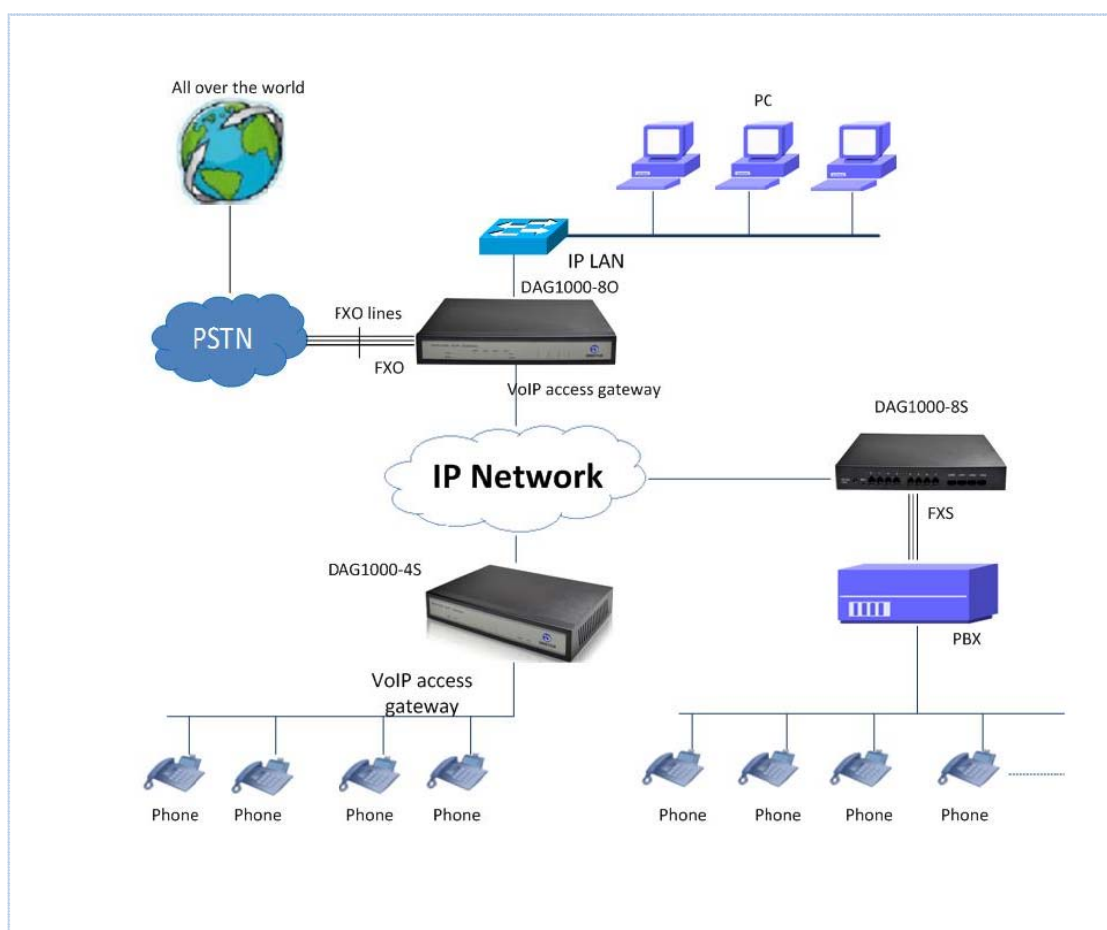 All over the world
PC
IP LAN
DAG1000-8O
FXO lines
PSTN
FXO
VoIP access gateway
DAG1000-8S
IP Network
FXS
DAG1000-4S
PBX
VoIP access
gateway
Phone
Phone
Phone
Phone
Phone
Phone
Phone
Phone